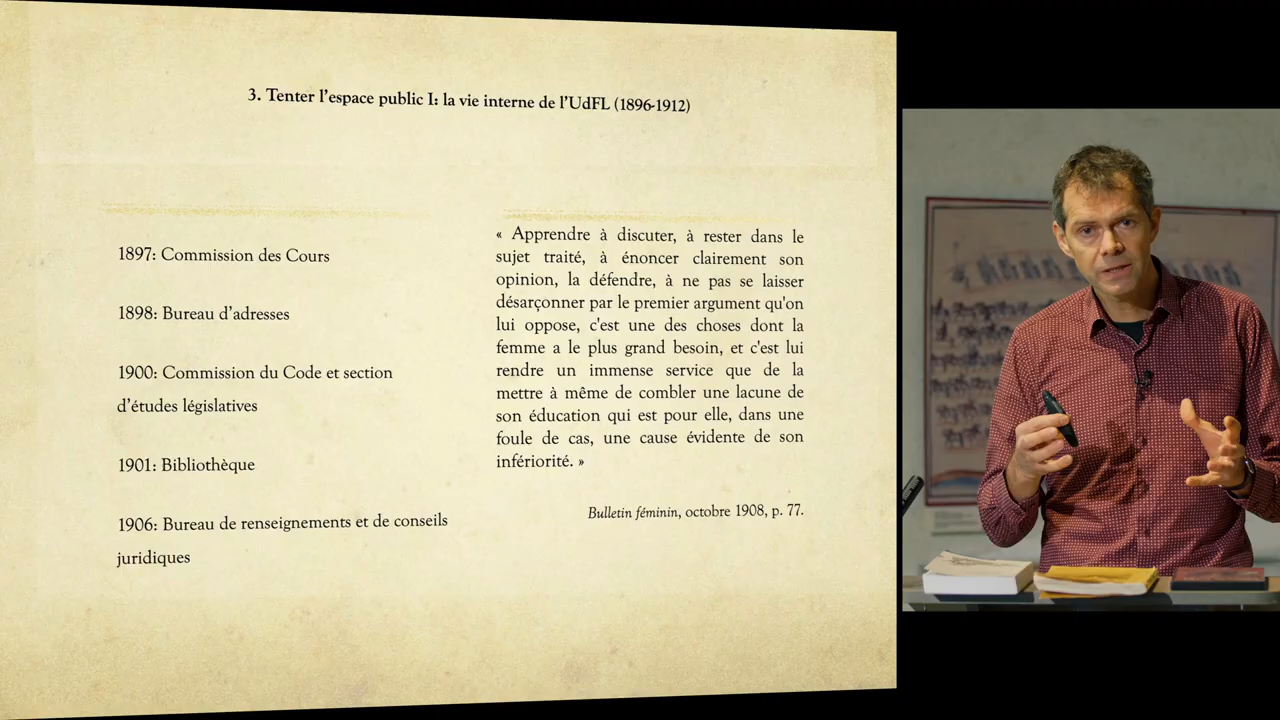 3. Tenter l'espace public I: la vie interne de l'UdFL (1896-1912)
1897: Commission des Cours
1898: Bureau d'adresses
1900: Commission du Code et section
d'études législatives
1901: Bibliothèque
1906: Bureau de renseignements et de conseils
juridiques
« Apprendre à discuter, à rester dans le
sujet traité, à énoncer clairement son
opinion, la défendre, à ne pas se laisser
désarçonner par le premier argument qu'on
lui oppose, c'est une des choses dont la
femme a le plus grand besoin, et c'est lui
rendre un immense service que de la
mettre à même de combler une lacune de
son éducation qui est pour elle, dans une
foule de cas, une cause évidente de son
infériorité. »
Bulletin féminin, octobre 1908, p. 77.